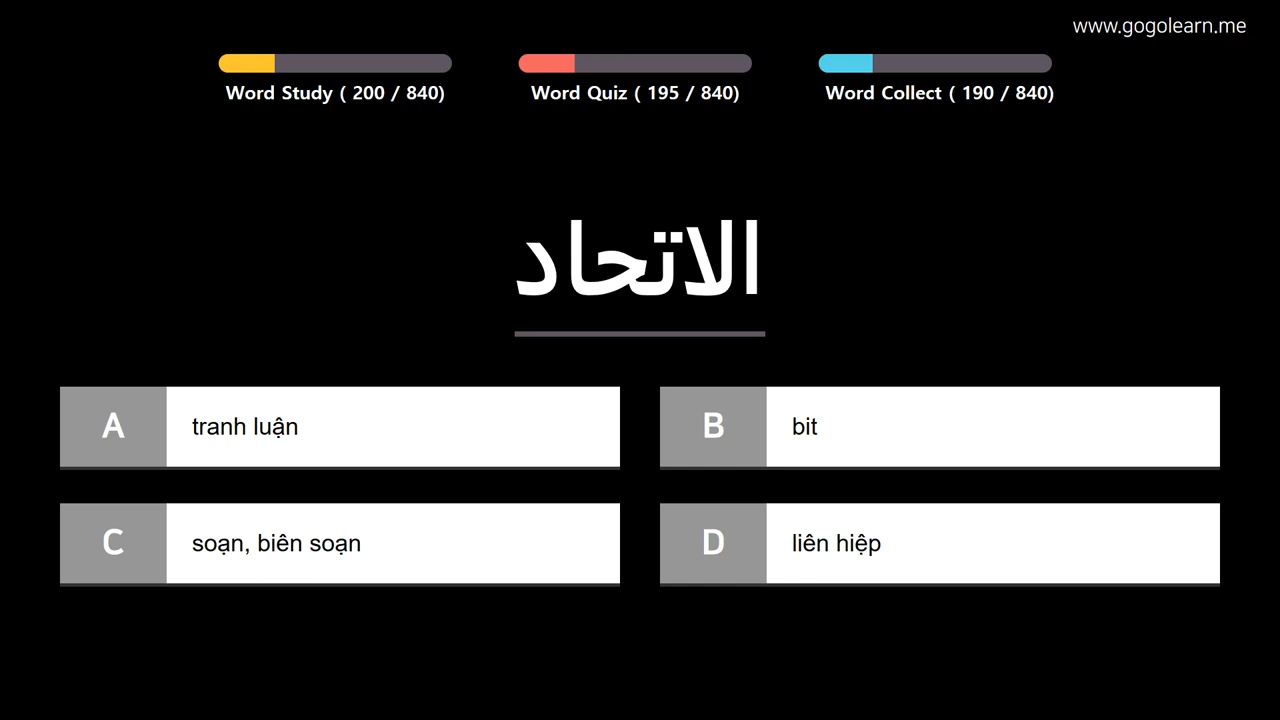 www.gogolearn.me
Word Study ( 200 / 840)
Word Quiz ( 195 / 840)
Word Collect ( 190 / 840)
الاتحاد
A
tranh luận
B
bit
C
soạn, biên soạn
D
liên hiệp